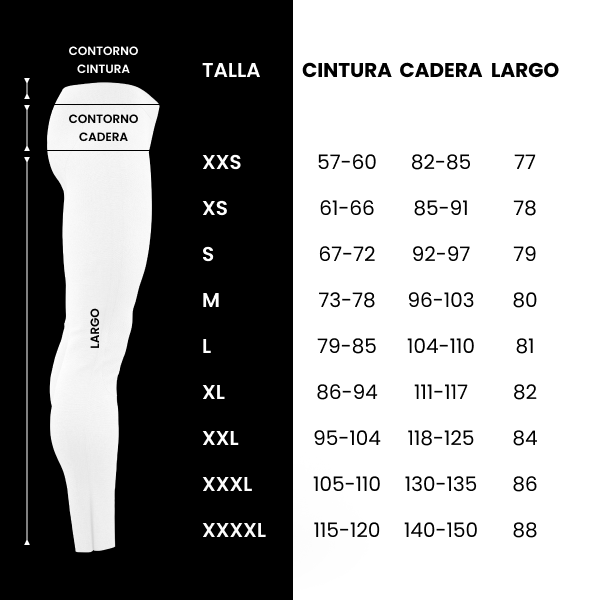 CONTORNO
CINTURA
CONTORNO
CADERA
LARGO
TALLA CINTURA CADERA LARGO
XXS 57-60 82-85 77
XS 61-66 85-91 78
S 67-72 92-97 79
M 73-78 96-103 80
L 79-85 104-110 81
XL 86-94 111-117 82
XXL 95-104 118-125 84
XXXL 105-110 130-135 86
XXXXL 115-120 140-150 88